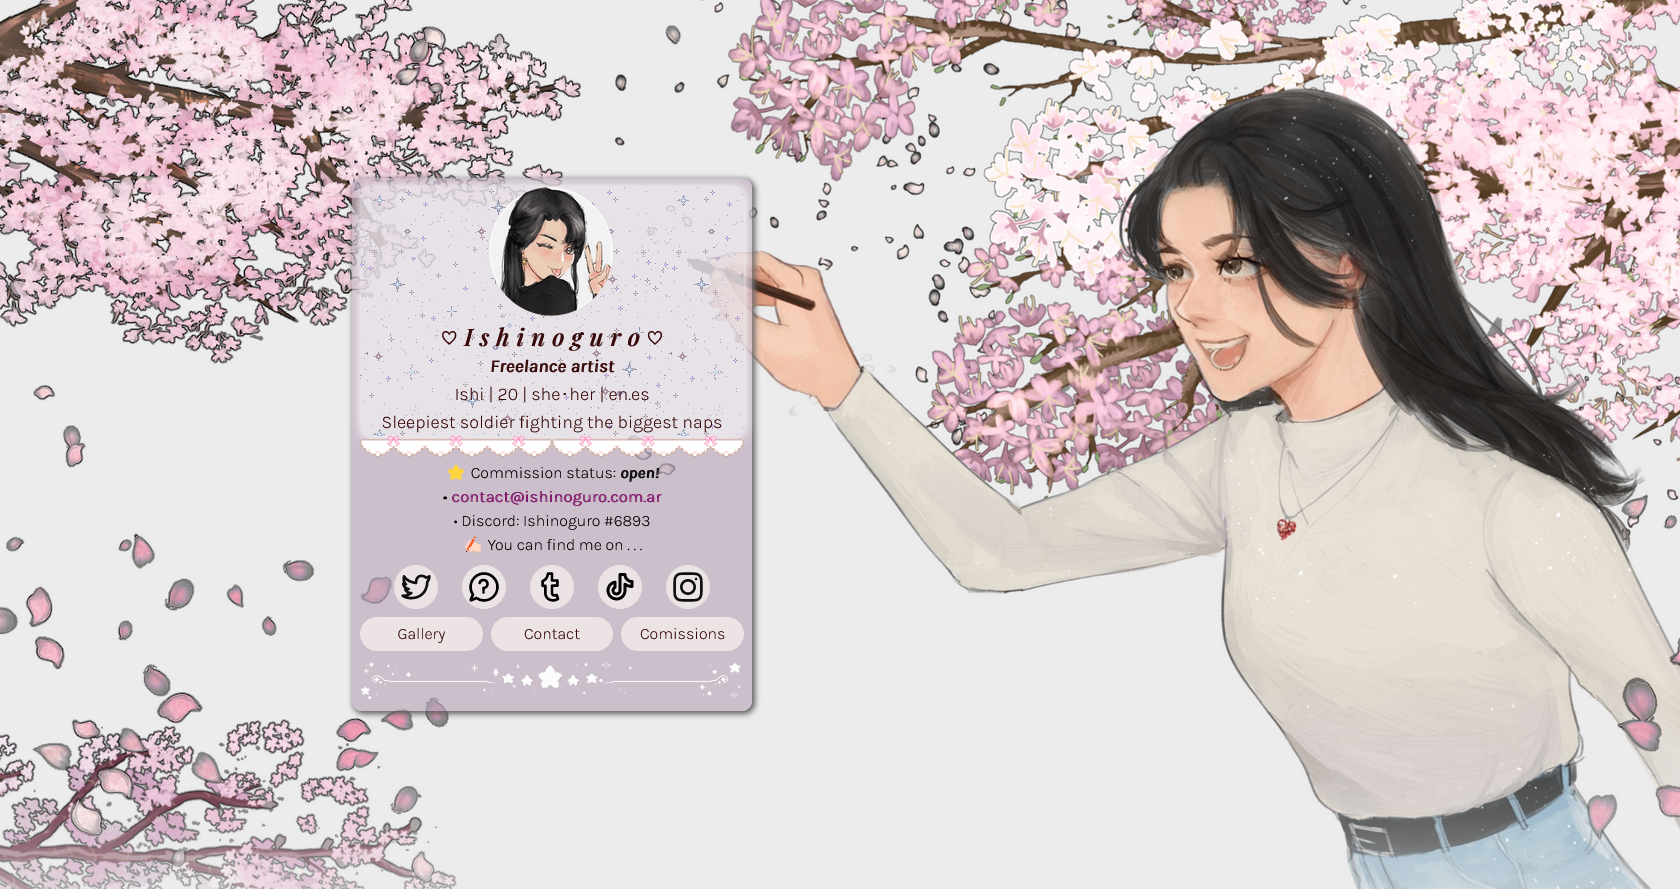 ♡ Ishinoguro ♡
Freelance artist
Ishi | 20 | she·her | en.es
Sleepiest soldier fighting the biggest naps
⭐ Commission status: open!
• contact@ishinoguro.com.ar
• Discord: Ishinoguro #6893
✍🏻 You can find me on . . .
Gallery
Contact
Comissions